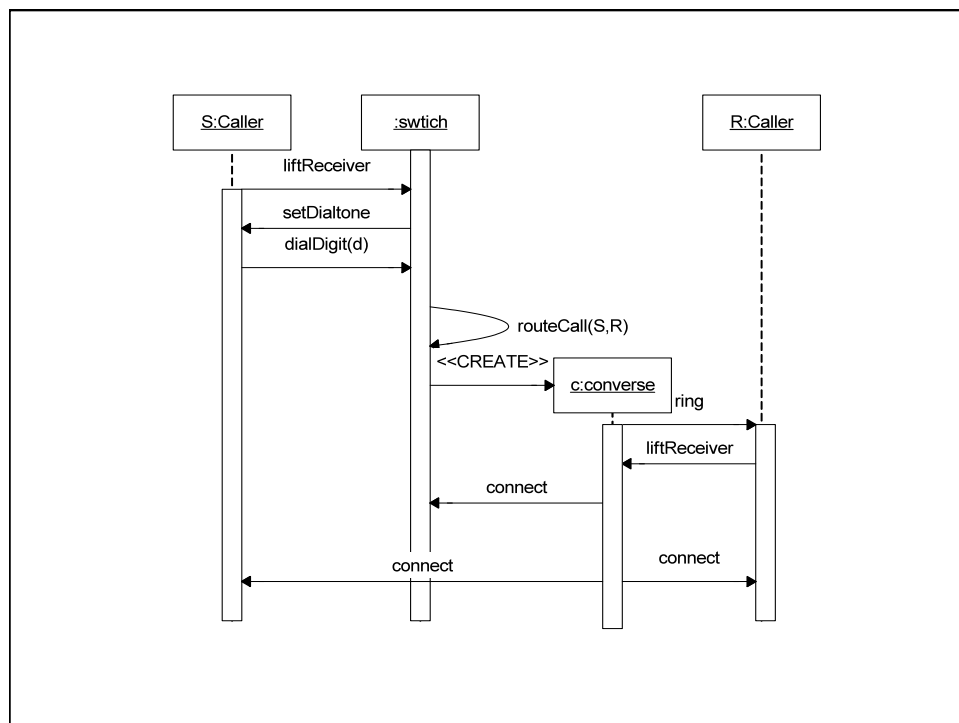 S:Caller
:swtich
R:Caller
liftReceiver
setDialtone
dialDigit(d)
routeCall(S,R)
<<CREATE>>
c:converse
ring
liftReceiver
connect
connect
connect